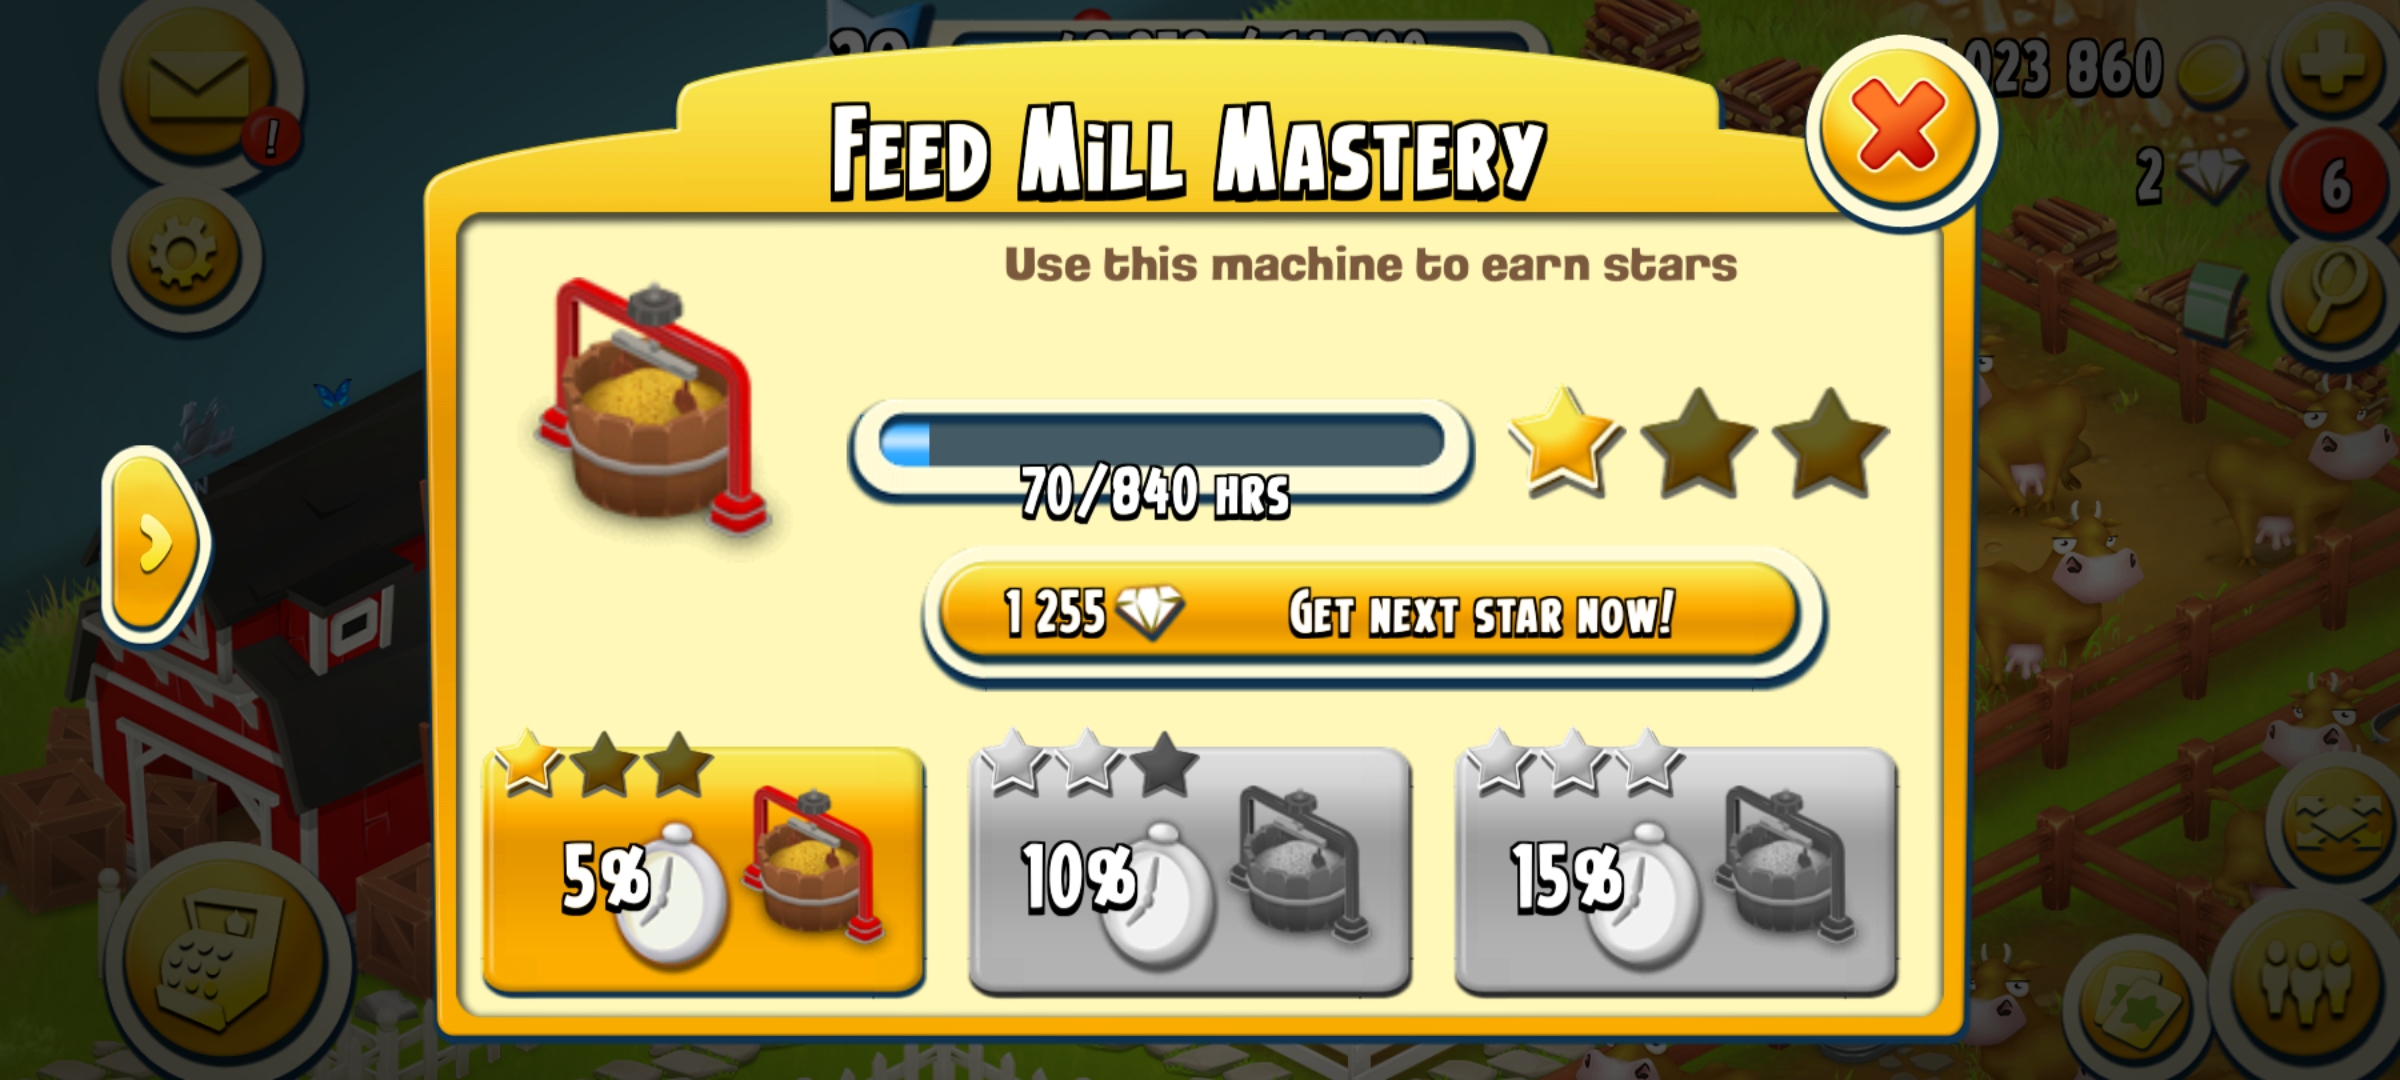 FEED MILL MASTERY
023 860
2
6
!
Use this machine to earn stars
70/840 HRS
1 255 GET NEXT STAR NOW!
5%
10%
15%